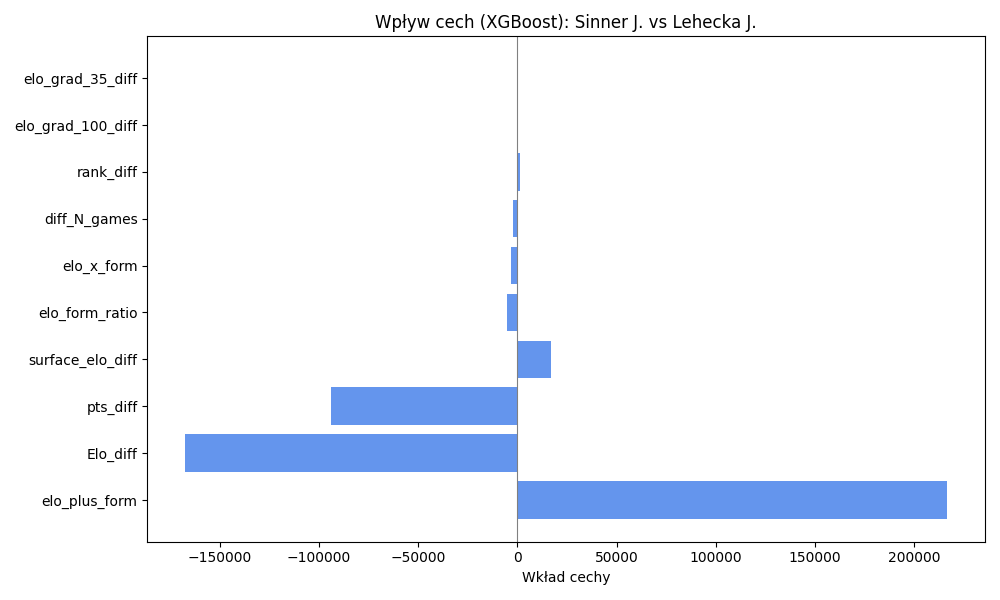 Wpływ cech (XGBoost): Sinner J. vs Lehecka J.
elo_grad_35_diff
elo_grad_100_diff
rank_diff
diff_N_games
elo_x_form
elo_form_ratio
surface_elo_diff
pts_diff
Elo_diff
elo_plus_form
−150000 −100000 −50000 0 50000 100000 150000 200000
Wkład cechy